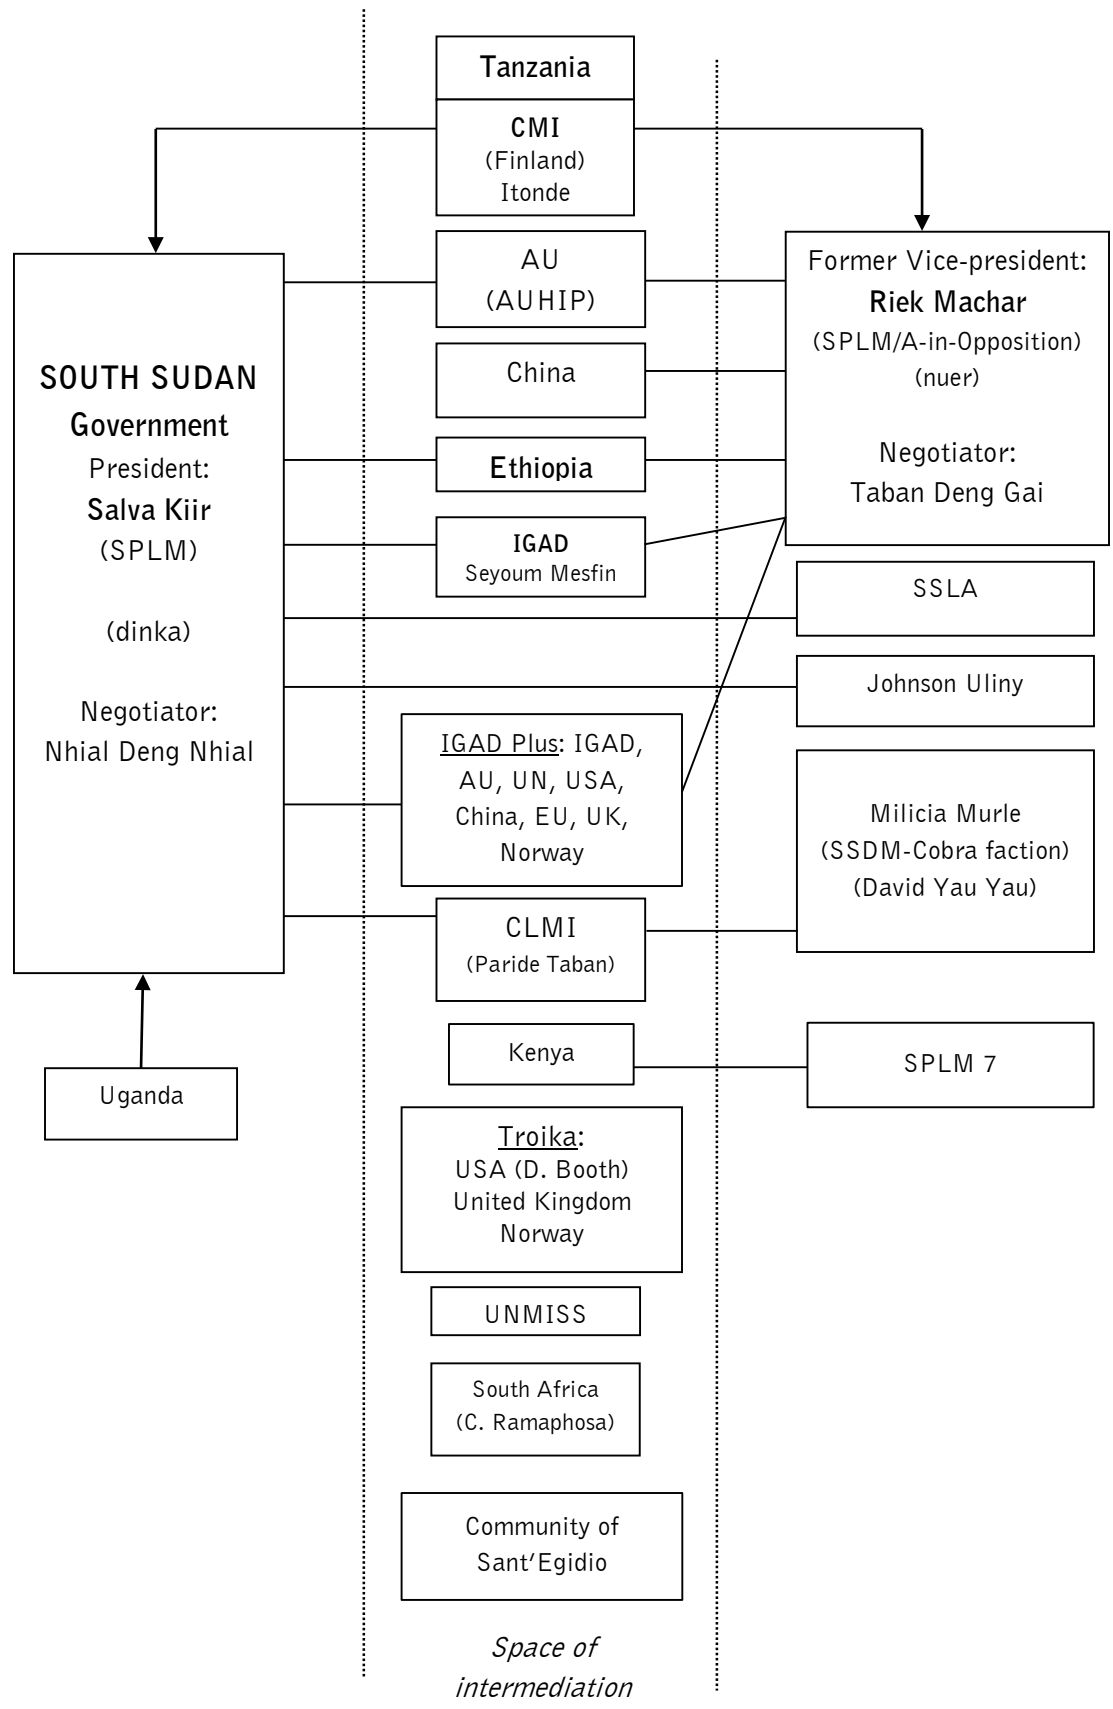 Tanzania
CMI
(Finland)
Itonde
AU
(AUHIP)
China
Ethiopia
IGAD
Seyoum Mesfin
SOUTH SUDAN
Government
President:
Salva Kiir
(SPLM)
(dinka)
Negotiator:
Nhial Deng Nhial
Former Vice-president:
Riek Machar
(SPLM/A-in-Opposition)
(nuer)
Negotiator:
Taban Deng Gai
SSLA
Johnson Uliny
IGAD Plus: IGAD,
AU, UN, USA,
China, EU, UK,
Norway
Milicia Murle
(SSDM-Cobra faction)
(David Yau Yau)
CLMI
(Paride Taban)
Kenya
SPLM 7
Uganda
Troika:
USA (D. Booth)
United Kingdom
Norway
UNMISS
South Africa
(C. Ramaphosa)
Community of
Sant’Egidio
Space of
intermediation